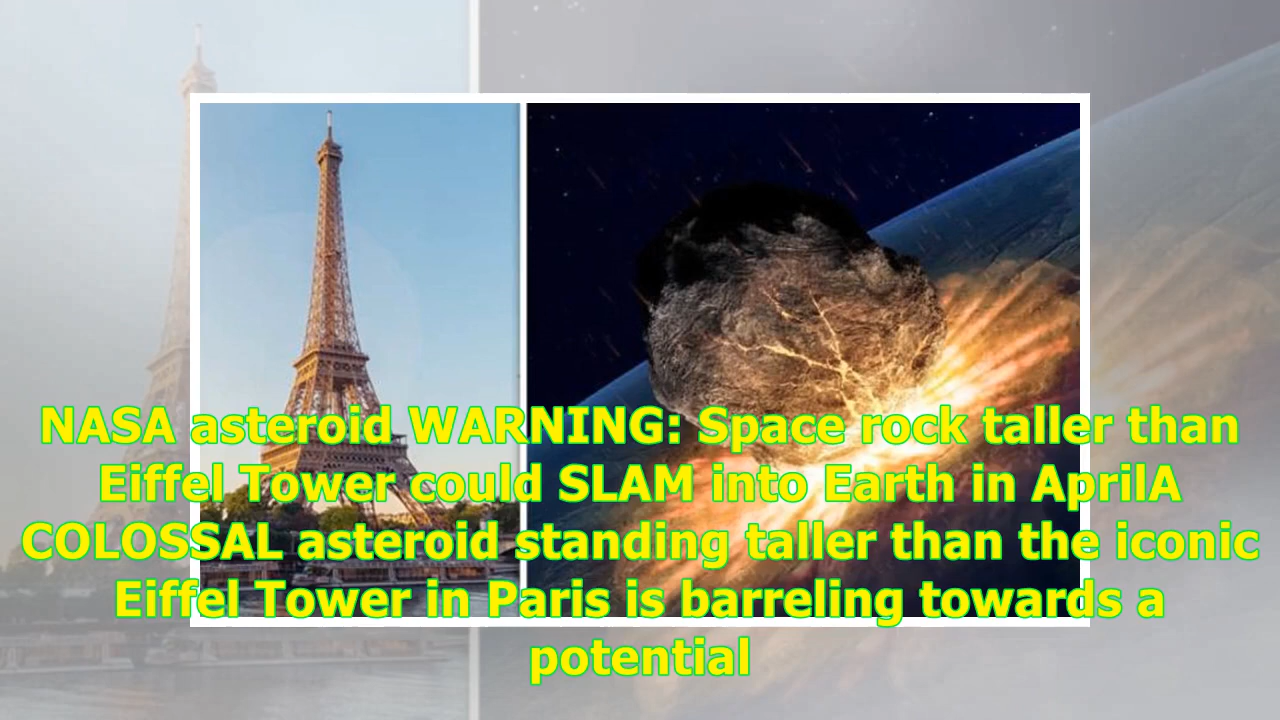 NASA asteroid WARNING: Space rock taller than
Eiffel Tower could SLAM into Earth in AprilA
COLOSSAL asteroid standing taller than the iconic
Eiffel Tower in Paris is barreling towards a
potential